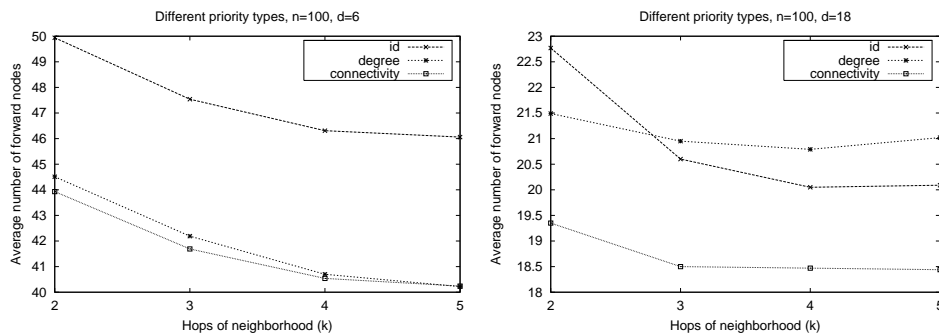 Different priority types, n=100, d=6
Average number of forward nodes
50
48
46
44
43
42
41
40
2
3
4
5
Hops of neighborhood (k)
id
degree
connectivity
Different priority types, n=100, d=18
Average number of forward nodes
23
22.5
22
21.5
21
20.5
20
19.5
19
18.5
18
2
3
4
5
Hops of neighborhood (k)
id
degree
connectivity